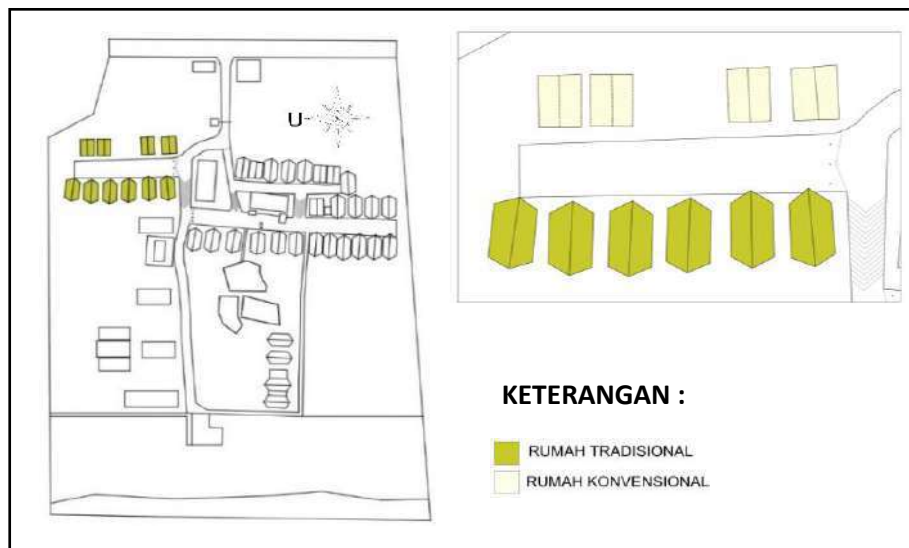 U
KETERANGAN :
RUMAH TRADISIONAL
RUMAH KONVENSIONAL